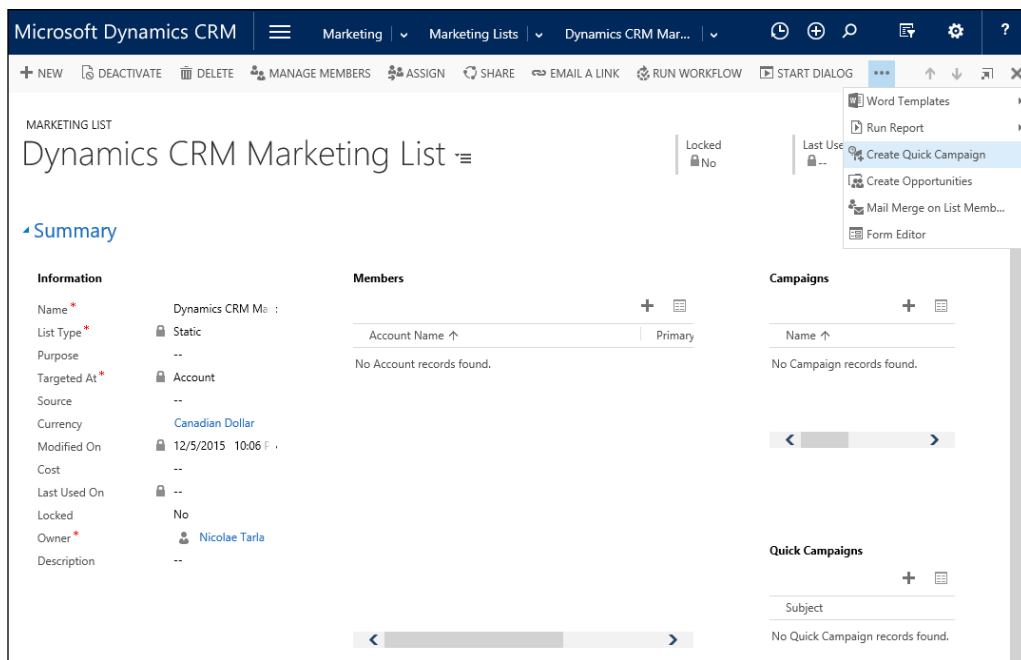 Microsoft Dynamics CRM Marketing Marketing Lists Dynamics CRM Mar... ?
NEW DEACTIVATE DELETE MANAGE MEMBERS ASSIGN SHARE EMAIL A LINK RUN WORKFLOW START DIALOG ...
Word Templates
Run Report
Create Quick Campaign
Create Opportunities
Mail Merge on List Memb...
Form Editor
MARKETING LIST
Dynamics CRM Marketing List
Locked
No
Last Use
--
Summary
Information
Name* Dynamics CRM Ma
List Type* Static
Purpose --
Targeted At* Account
Source --
Currency Canadian Dollar
Modified On 12/5/2015 10:06
Cost --
Last Used On --
Locked No
Owner* Nicolae Tarla
Description --
Members
Account Name Primary
No Account records found.
Campaigns
Name
No Campaign records found.
Quick Campaigns
Subject
No Quick Campaign records found.